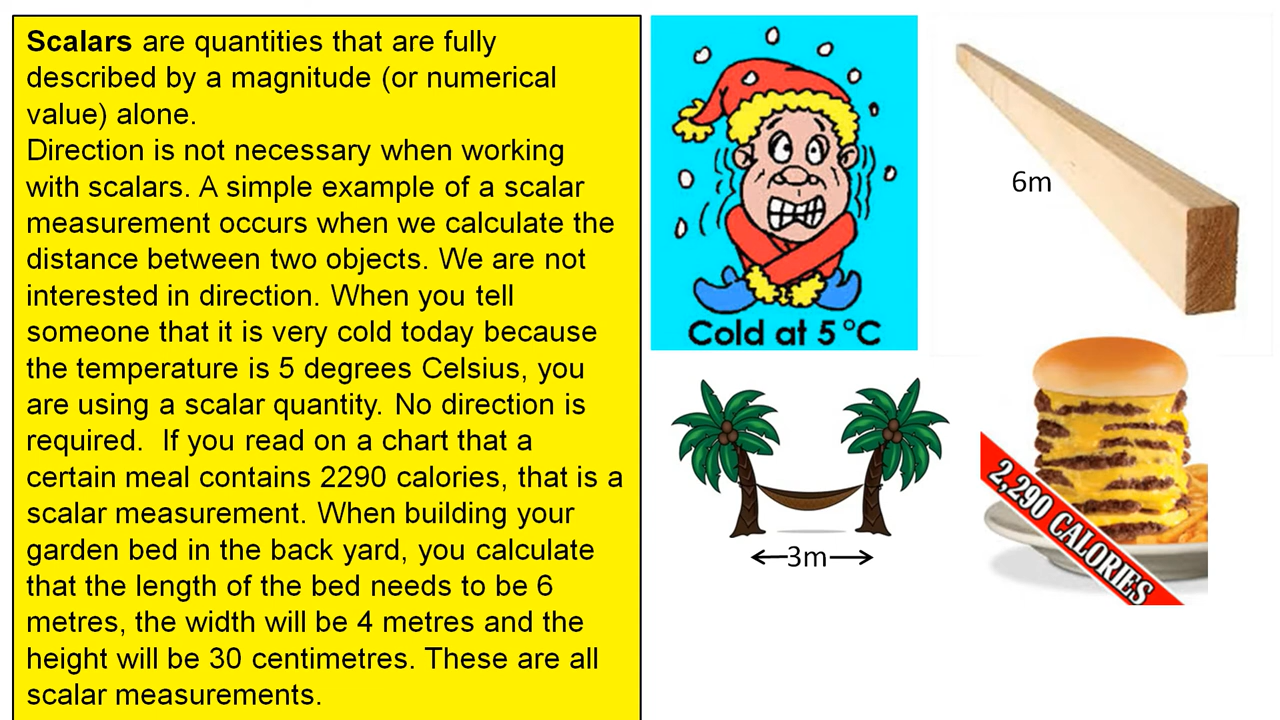 Scalars are quantities that are fully
described by a magnitude (or numerical
value) alone.
Direction is not necessary when working
with scalars. A simple example of a scalar
measurement occurs when we calculate the
distance between two objects. We are not
interested in direction. When you tell
someone that it is very cold today because
the temperature is 5 degrees Celsius, you
are using a scalar quantity. No direction is
required.  If you read on a chart that a
certain meal contains 2290 calories, that is a
scalar measurement. When building your
garden bed in the back yard, you calculate
that the length of the bed needs to be 6
metres, the width will be 4 metres and the
height will be 30 centimetres. These are all
scalar measurements.
Cold at 5 °C
6m
3m
2,290 CALORIES